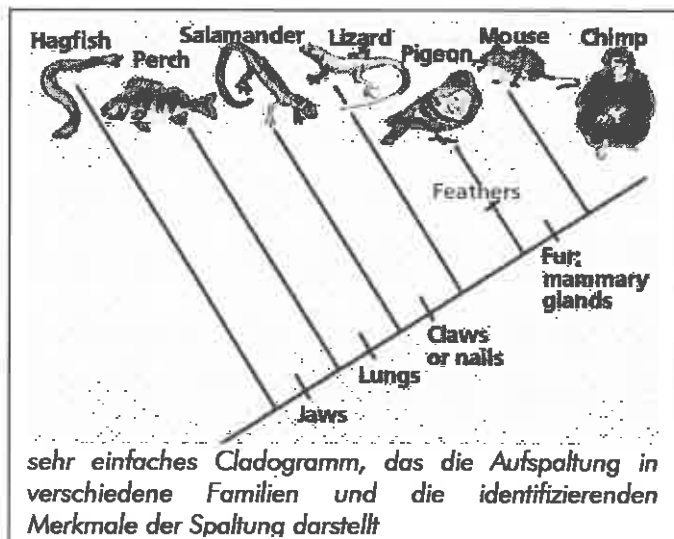 Hagfish
Perch
Salamander
Lizard
Pigeon
Mouse
Chimp
Feathers
Fur;
mammary
glands
Claws
or nails
Lungs
Jaws
sehr einfaches Cladogramm, das die Aufspaltung in
verschiedene Familien und die identifizierenden
Merkmale der Spaltung darstellt